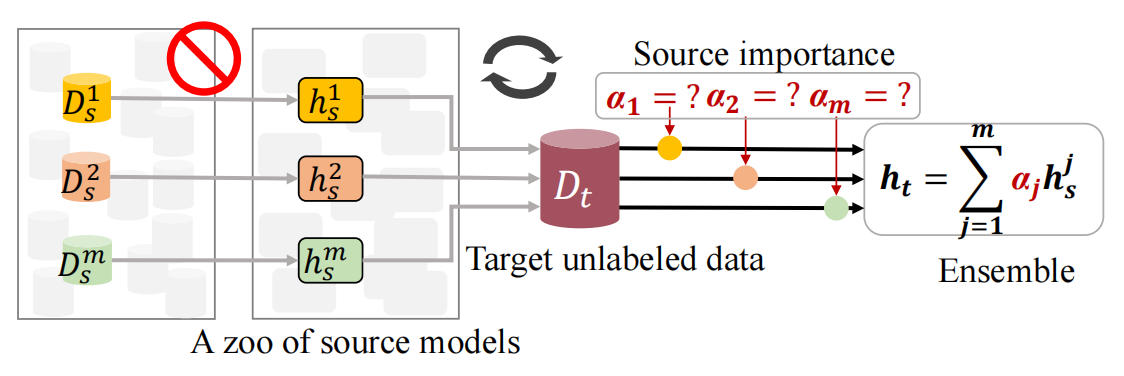 Source importance
α₁ = ? α₂ = ? αₘ = ?
D_s^1
h_s^1
D_s^2
h_s^2
D_t
h_t = \sum_{j=1}^{m} α_j h_s^j
D_s^m
h_s^m
Target unlabeled data
Ensemble
A zoo of source models